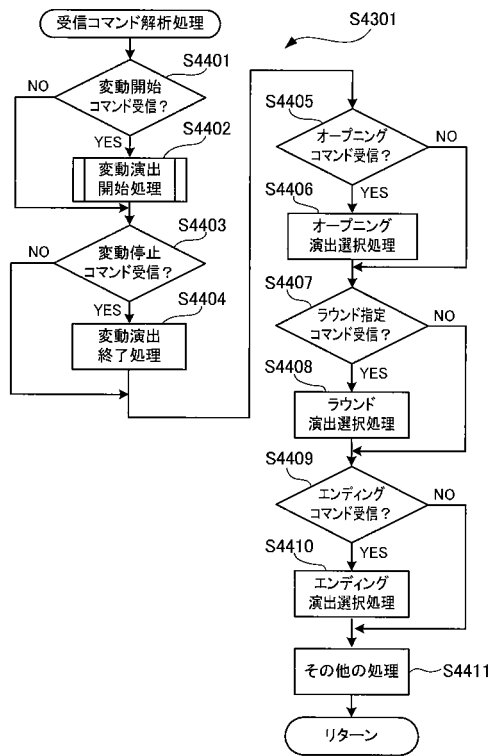 受信コマンド解析処理
S4301
S4401
変動開始
コマンド受信？
NO
YES
S4402
変動演出
開始処理
S4403
変動停止
コマンド受信？
NO
YES
S4404
変動演出
終了処理
S4405
オープニング
コマンド受信？
NO
YES
S4406
オープニング
演出選択処理
S4407
ラウンド指定
コマンド受信？
NO
YES
S4408
ラウンド
演出選択処理
S4409
エンディング
コマンド受信？
NO
YES
S4410
エンディング
演出選択処理
その他の処理
S4411
リターン